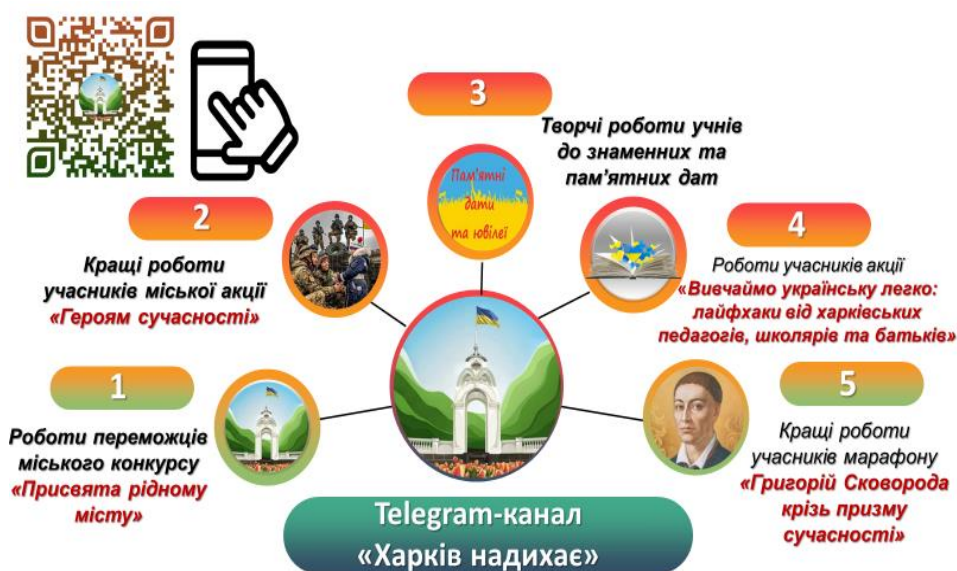 3
Творчі роботи учнів
до знаменних та
пам’ятних дат
Пам'ятні
дати
та ювілеї
2
Кращі роботи
учасників міської акції
«Героям сучасності»
4
Роботи учасників акції
«Вивчаймо українську легко:
лайфхаки від харківських
педагогів, школярів та батьків»
1
Роботи переможців
міського конкурсу
«Присвята рідному
місту»
5
Кращі роботи
учасників марафону
«Григорій Сковорода
крізь призму
сучасності»
Telegram-канал
«Харків надихає»